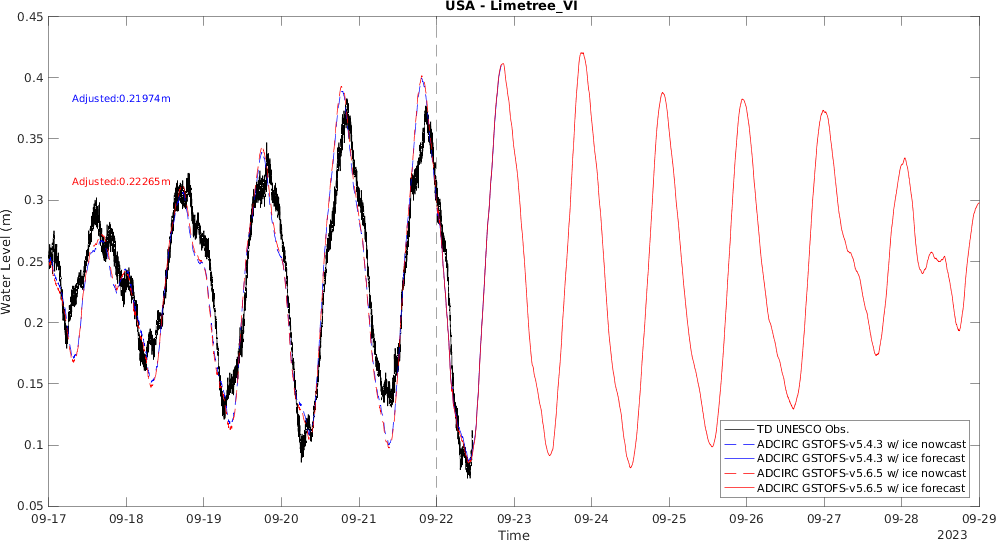 USA - Limetree_VI
0.45
0.4
0.35
0.3
0.25
0.2
0.15
0.1
0.05
Water Level (m)
Adjusted:0.21974m
Adjusted:0.22265m
TD UNESCO Obs.
ADCIRC GSTOFS-v5.4.3 w/ ice nowcast
ADCIRC GSTOFS-v5.4.3 w/ ice forecast
ADCIRC GSTOFS-v5.6.5 w/ ice nowcast
ADCIRC GSTOFS-v5.6.5 w/ ice forecast
09-17 09-18 09-19 09-20 09-21 09-22 09-23 09-24 09-25 09-26 09-27 09-28 09-29
Time
2023